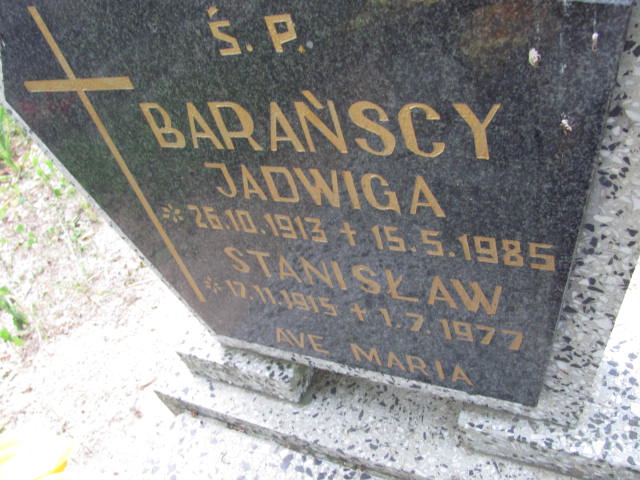 Ś. P.
BARAŃSCY
JADWIGA
* 26.10.1913 + 15.5.1985
STANISŁAW
* 17.11.1915 + 1.7.1977
AVE MARIA